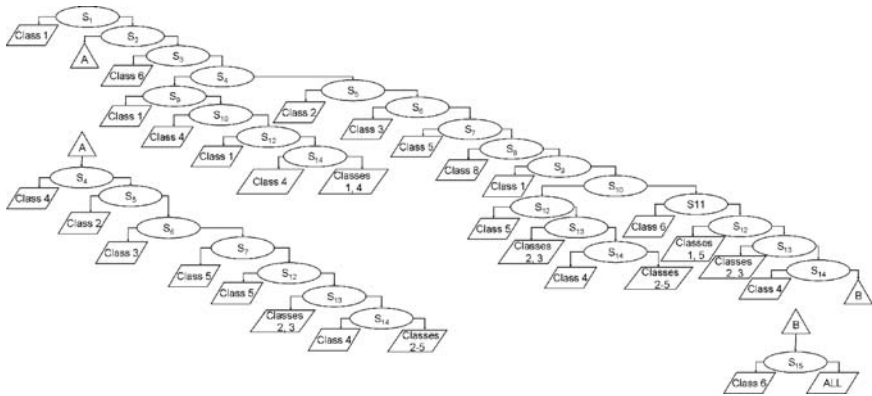 S₁
Class 1
S₂
A
S₃
Class 6
S₄
S₉
S₅
Class 1
S₁₀
Class 2
S₆
Class 4
S₁₂
Class 3
S₇
Class 1
S₁₄
Class 5
S₈
Class 4
Classes
1, 4
Class 8
S₉
Class 1
S₁₀
S₁₂
S11
Class 5
S₁₃
Class 6
S₁₂
Classes
2, 3
S₁₄
Classes
1, 5
S₁₃
Class 4
Classes
2-5
Classes
2, 3
S₁₄
Class 4
B
A
S₄
Class 4
S₅
Class 2
S₆
Class 3
S₇
Class 5
S₁₂
Class 5
S₁₃
Classes
2, 3
S₁₄
Class 4
Classes
2-5
B
S₁₅
Class 6
ALL